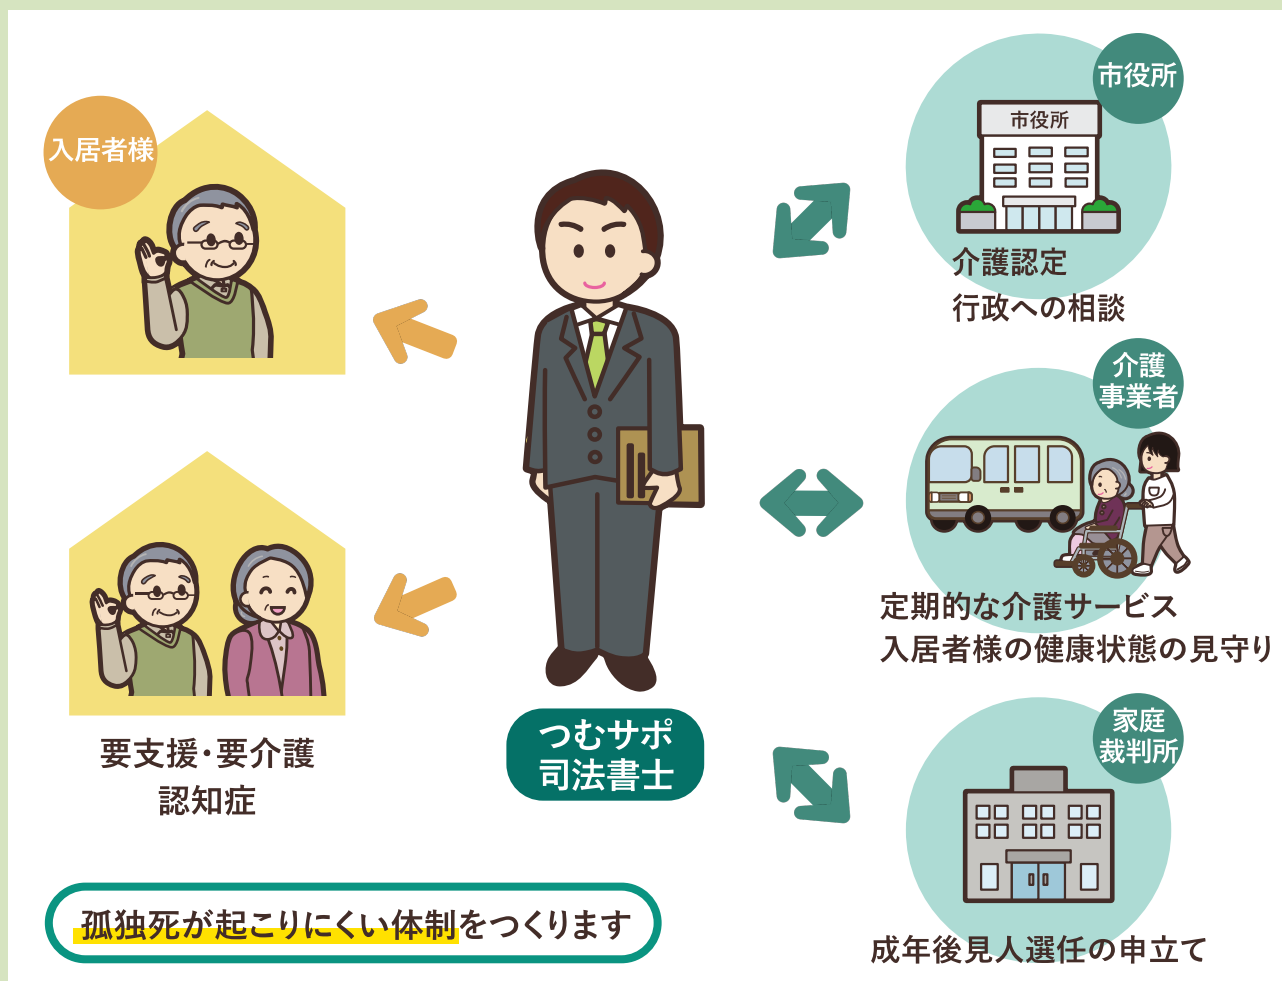 入居者様
要支援・要介護
認知症
つむサポ
司法書士
市役所
市役所
介護認定
行政への相談
介護
事業者
定期的な介護サービス
入居者様の健康状態の見守り
家庭
裁判所
成年後見人選任の申立て
孤独死が起こりにくい体制をつくります